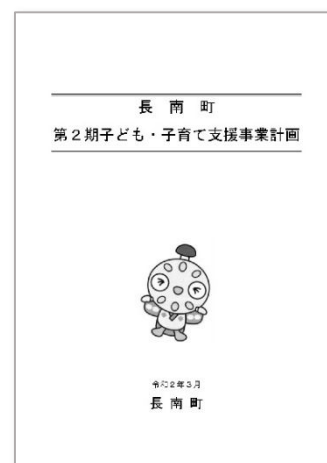 長南町
第２期子ども・子育て支援事業計画
令和２年３月
長南町